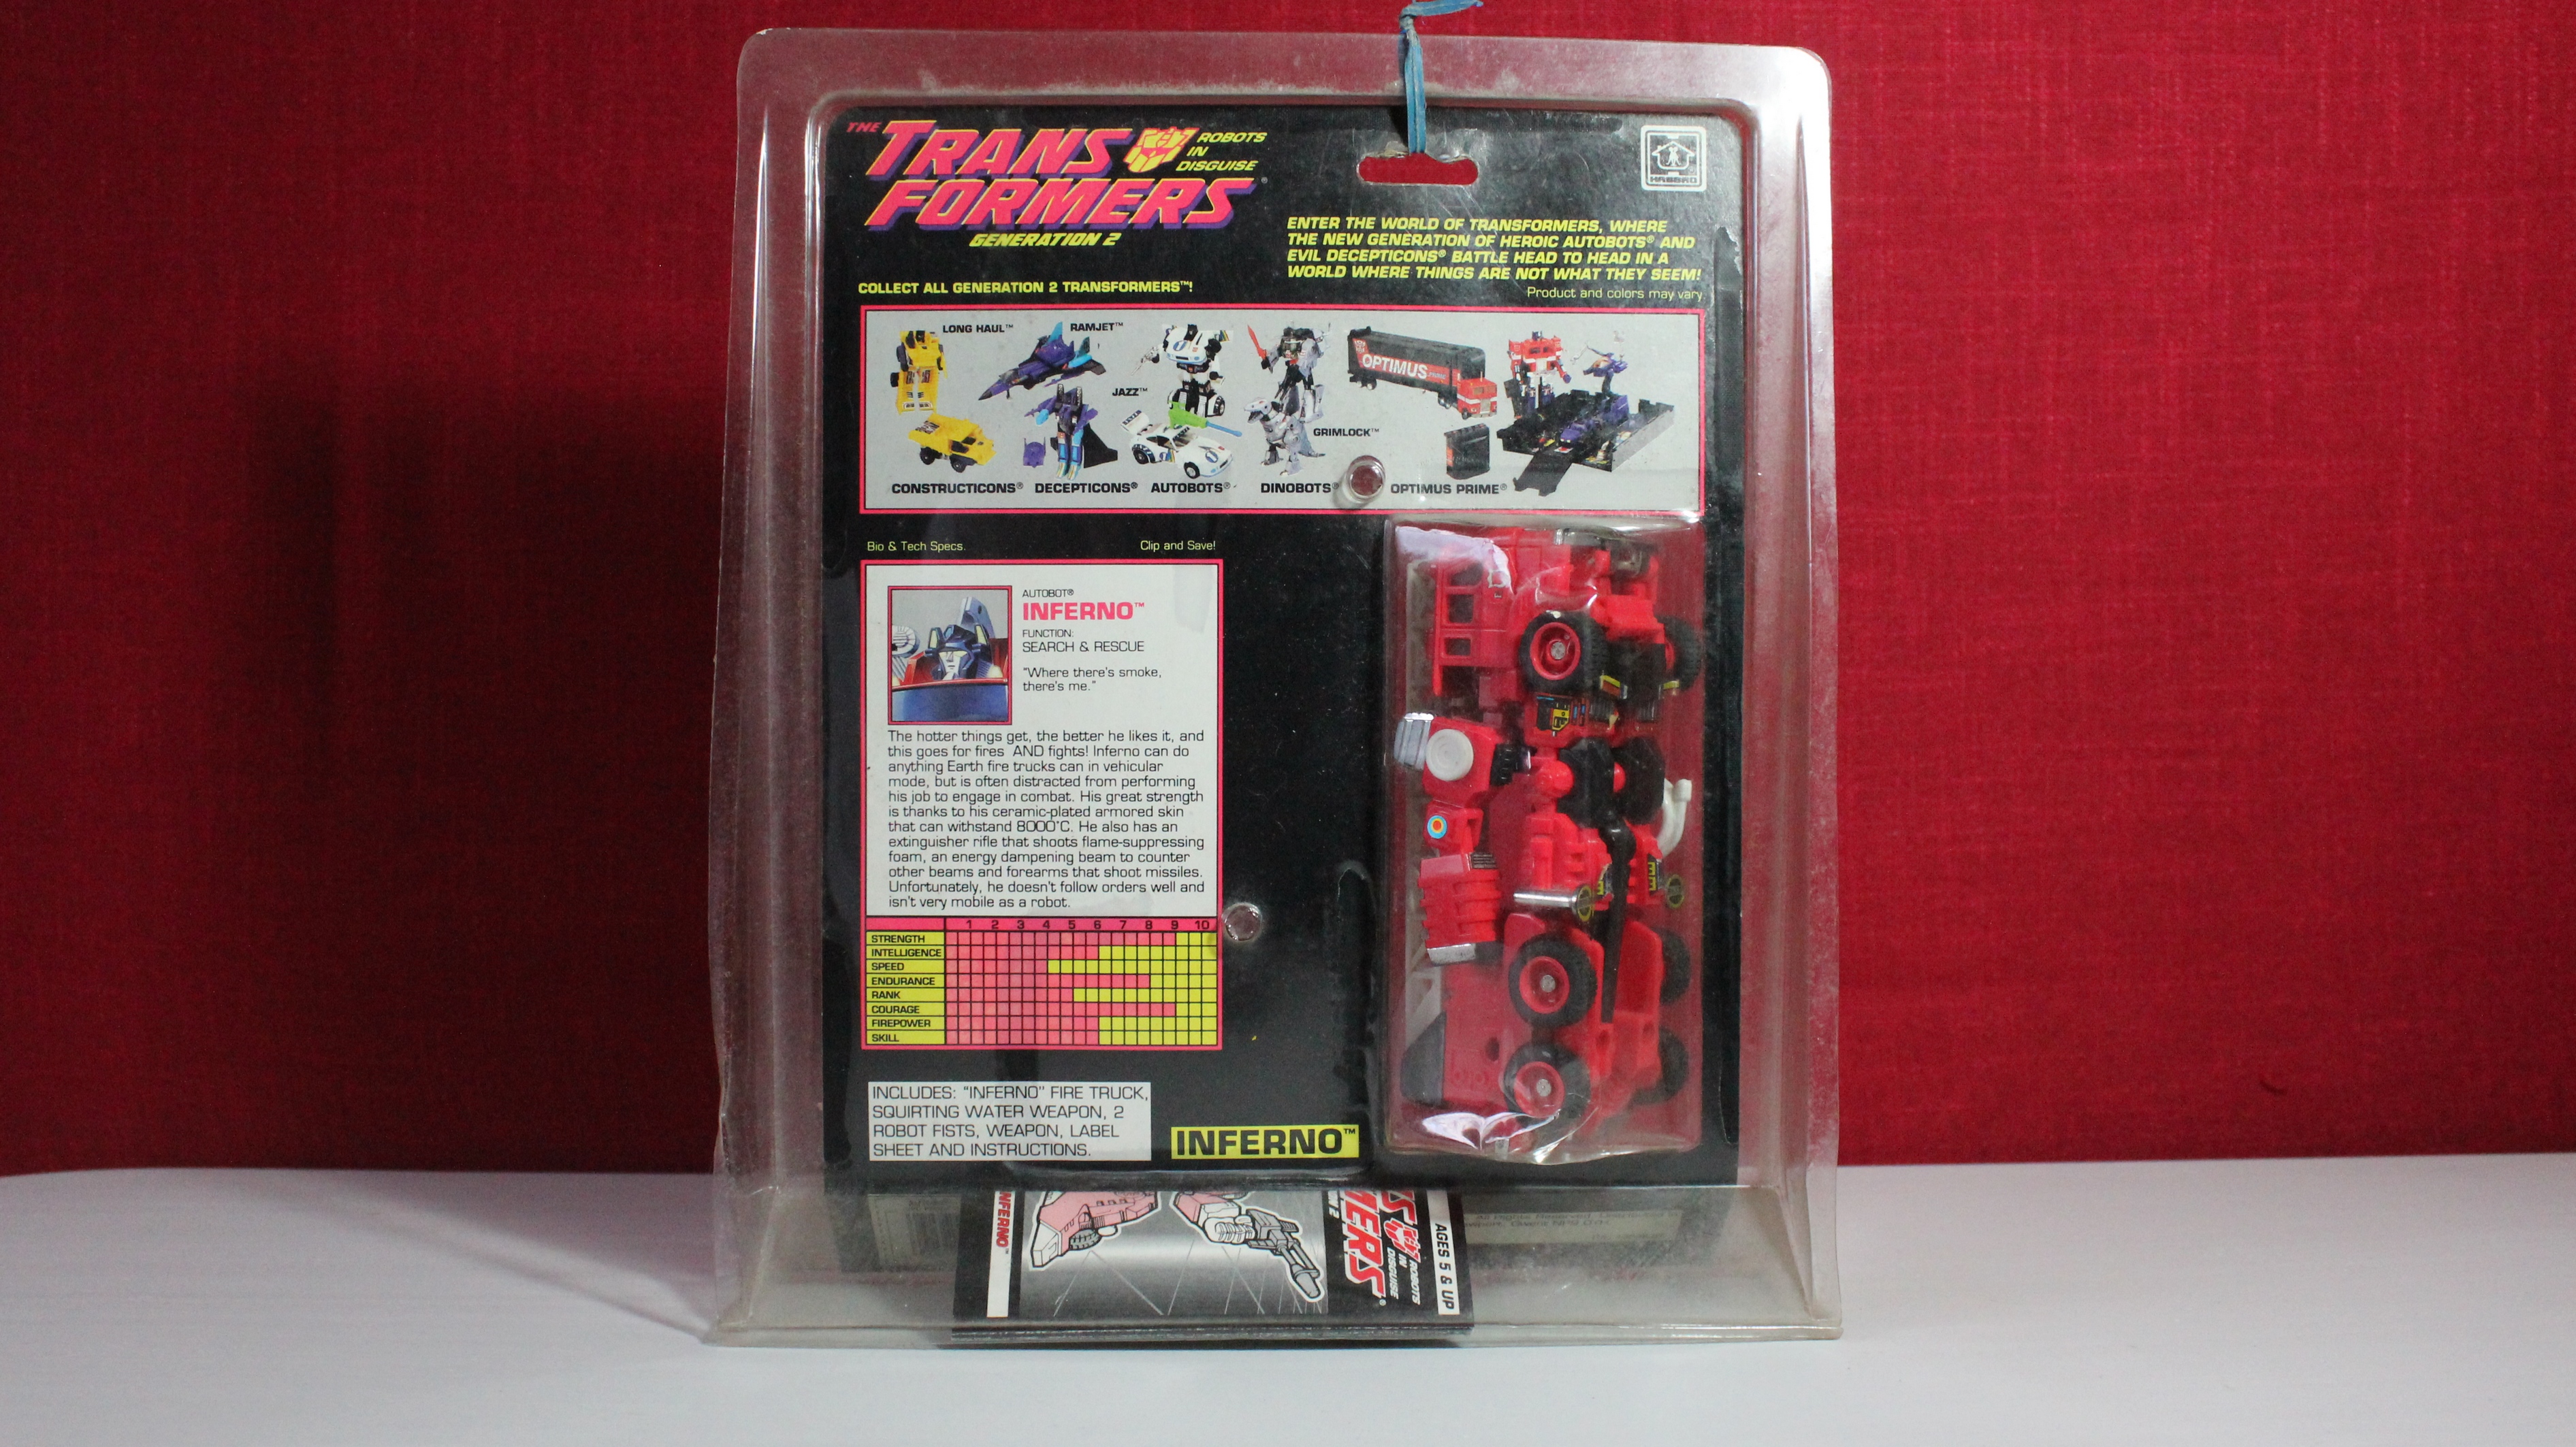 THE
TRANS
FORMERS®
ROBOTS
IN
DISGUISE
GENERATION 2
HASBRO
ENTER THE WORLD OF TRANSFORMERS, WHERE
THE NEW GENERATION OF HEROIC AUTOBOTS® AND
EVIL DECEPTICONS® BATTLE HEAD TO HEAD IN A
WORLD WHERE THINGS ARE NOT WHAT THEY SEEM!
Product and colors may vary.
COLLECT ALL GENERATION 2 TRANSFORMERS™!
LONG HAUL™
RAMJET™
JAZZ™
GRIMLOCK™
OPTIMUS
CONSTRUCTICONS®
DECEPTICONS®
AUTOBOTS®
DINOBOTS®
OPTIMUS PRIME®
Bio & Tech Specs.
Clip and Save!
AUTOBOT®
INFERNO™
FUNCTION:
SEARCH & RESCUE
"Where there's smoke,
there's me."
The hotter things get, the better he likes it, and
this goes for fires AND fights! Inferno can do
anything Earth fire trucks can in vehicular
mode, but is often distracted from performing
his job to engage in combat. His great strength
is thanks to his ceramic-plated armored skin
that can withstand 8000°C. He also has an
extinguisher rifle that shoots flame-suppressing
foam, an energy dampening beam to counter
other beams and forearms that shoot missiles.
Unfortunately, he doesn't follow orders well and
isn't very mobile as a robot.
1 2 3 4 5 6 7 8 9 10
STRENGTH
INTELLIGENCE
SPEED
ENDURANCE
RANK
COURAGE
FIREPOWER
SKILL
INCLUDES: "INFERNO" FIRE TRUCK,
SQUIRTING WATER WEAPON, 2
ROBOT FISTS, WEAPON, LABEL
SHEET AND INSTRUCTIONS.
INFERNO™
INFERNO™
MERS®
ROBOTS
IN
DISGUISE
AGES 5 & UP